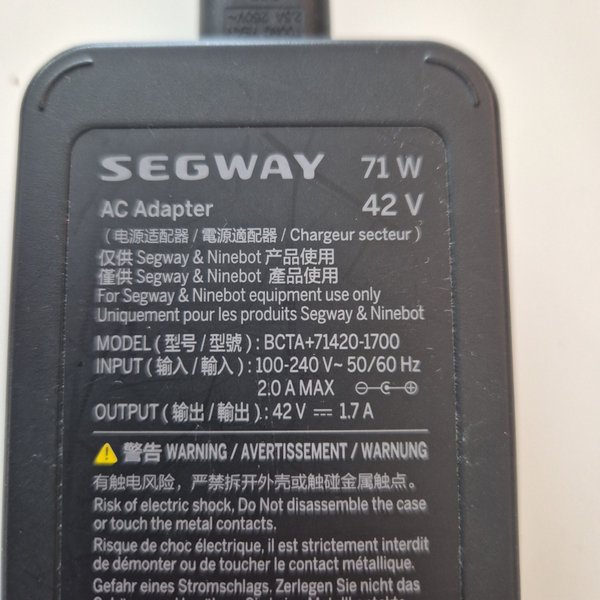 2.5A 250V~
SEGWAY 71 W
AC Adapter 42 V
(电源适配器 / 電源適配器 / Chargeur secteur)
仅供 Segway & Ninebot 产品使用
僅供 Segway & Ninebot 產品使用
For Segway & Ninebot equipment use only
Uniquement pour les produits Segway & Ninebot
MODEL (型号 / 型號) : BCTA+71420-1700
INPUT (输入 / 輸入) : 100-240 V~ 50/60 Hz
2.0 A MAX
OUTPUT (输出 / 輸出) : 42 V ⎓ 1.7 A
⚠ 警告 WARNING / AVERTISSEMENT / WARNUNG
有触电风险，严禁拆开外壳或触碰金属触点。
Risk of electric shock, Do not disassemble the case
or touch the metal contacts.
Risque de choc électrique, il est strictement interdit
de démonter ou de toucher le contact métallique.
Gefahr eines Stromschlags. Zerlegen Sie nicht das